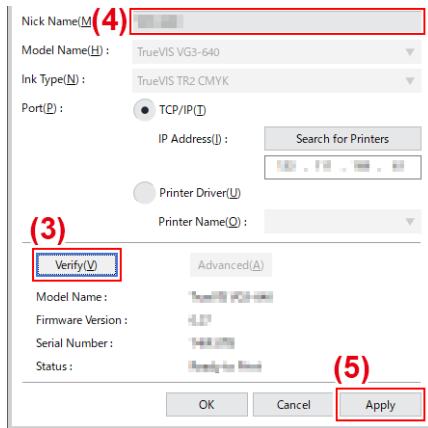 Nick Name(M (4)
Model Name(H) : TrueVIS VG3-640
Ink Type(N) : TrueVIS TR2 CMYK
Port(P) : TCP/IP(T)
IP Address(I) : Search for Printers
Printer Driver(U)
Printer Name(O) :
(3)
Verify(V) Advanced(A)
Model Name :
Firmware Version :
Serial Number :
Status :
(5)
OK Cancel Apply